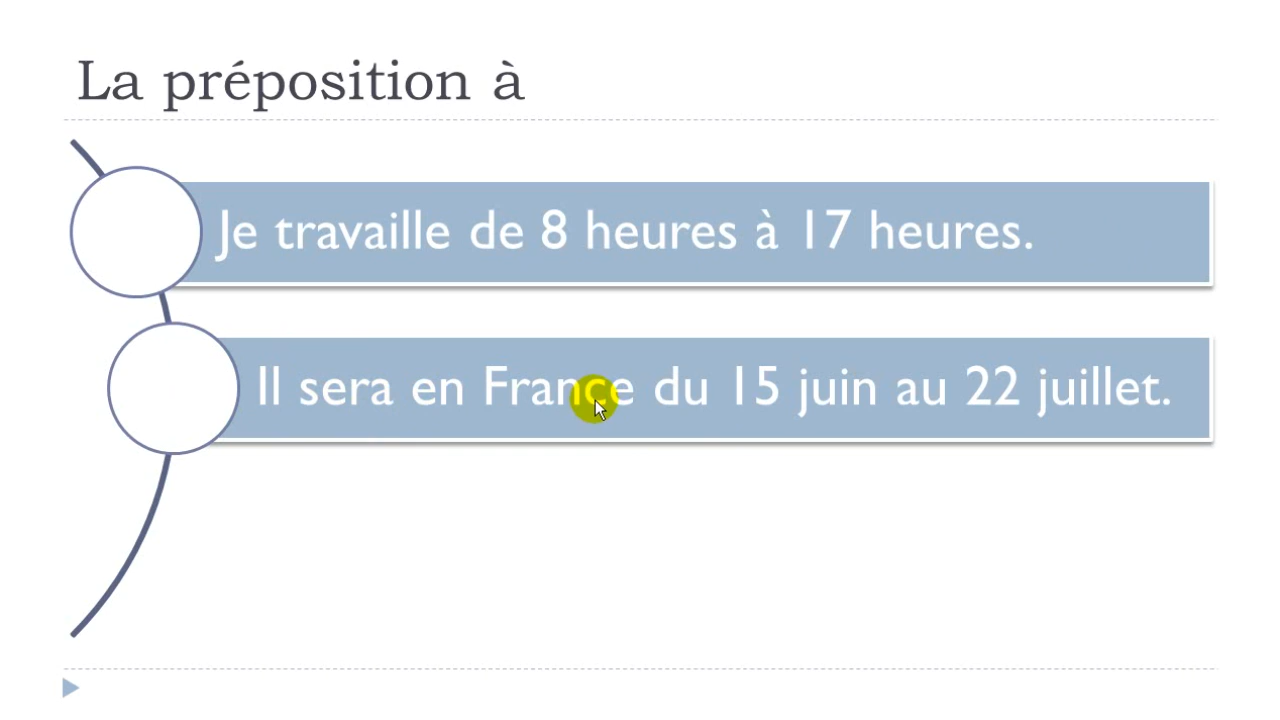 La préposition à
Je travaille de 8 heures à 17 heures.
Il sera en France du 15 juin au 22 juillet.